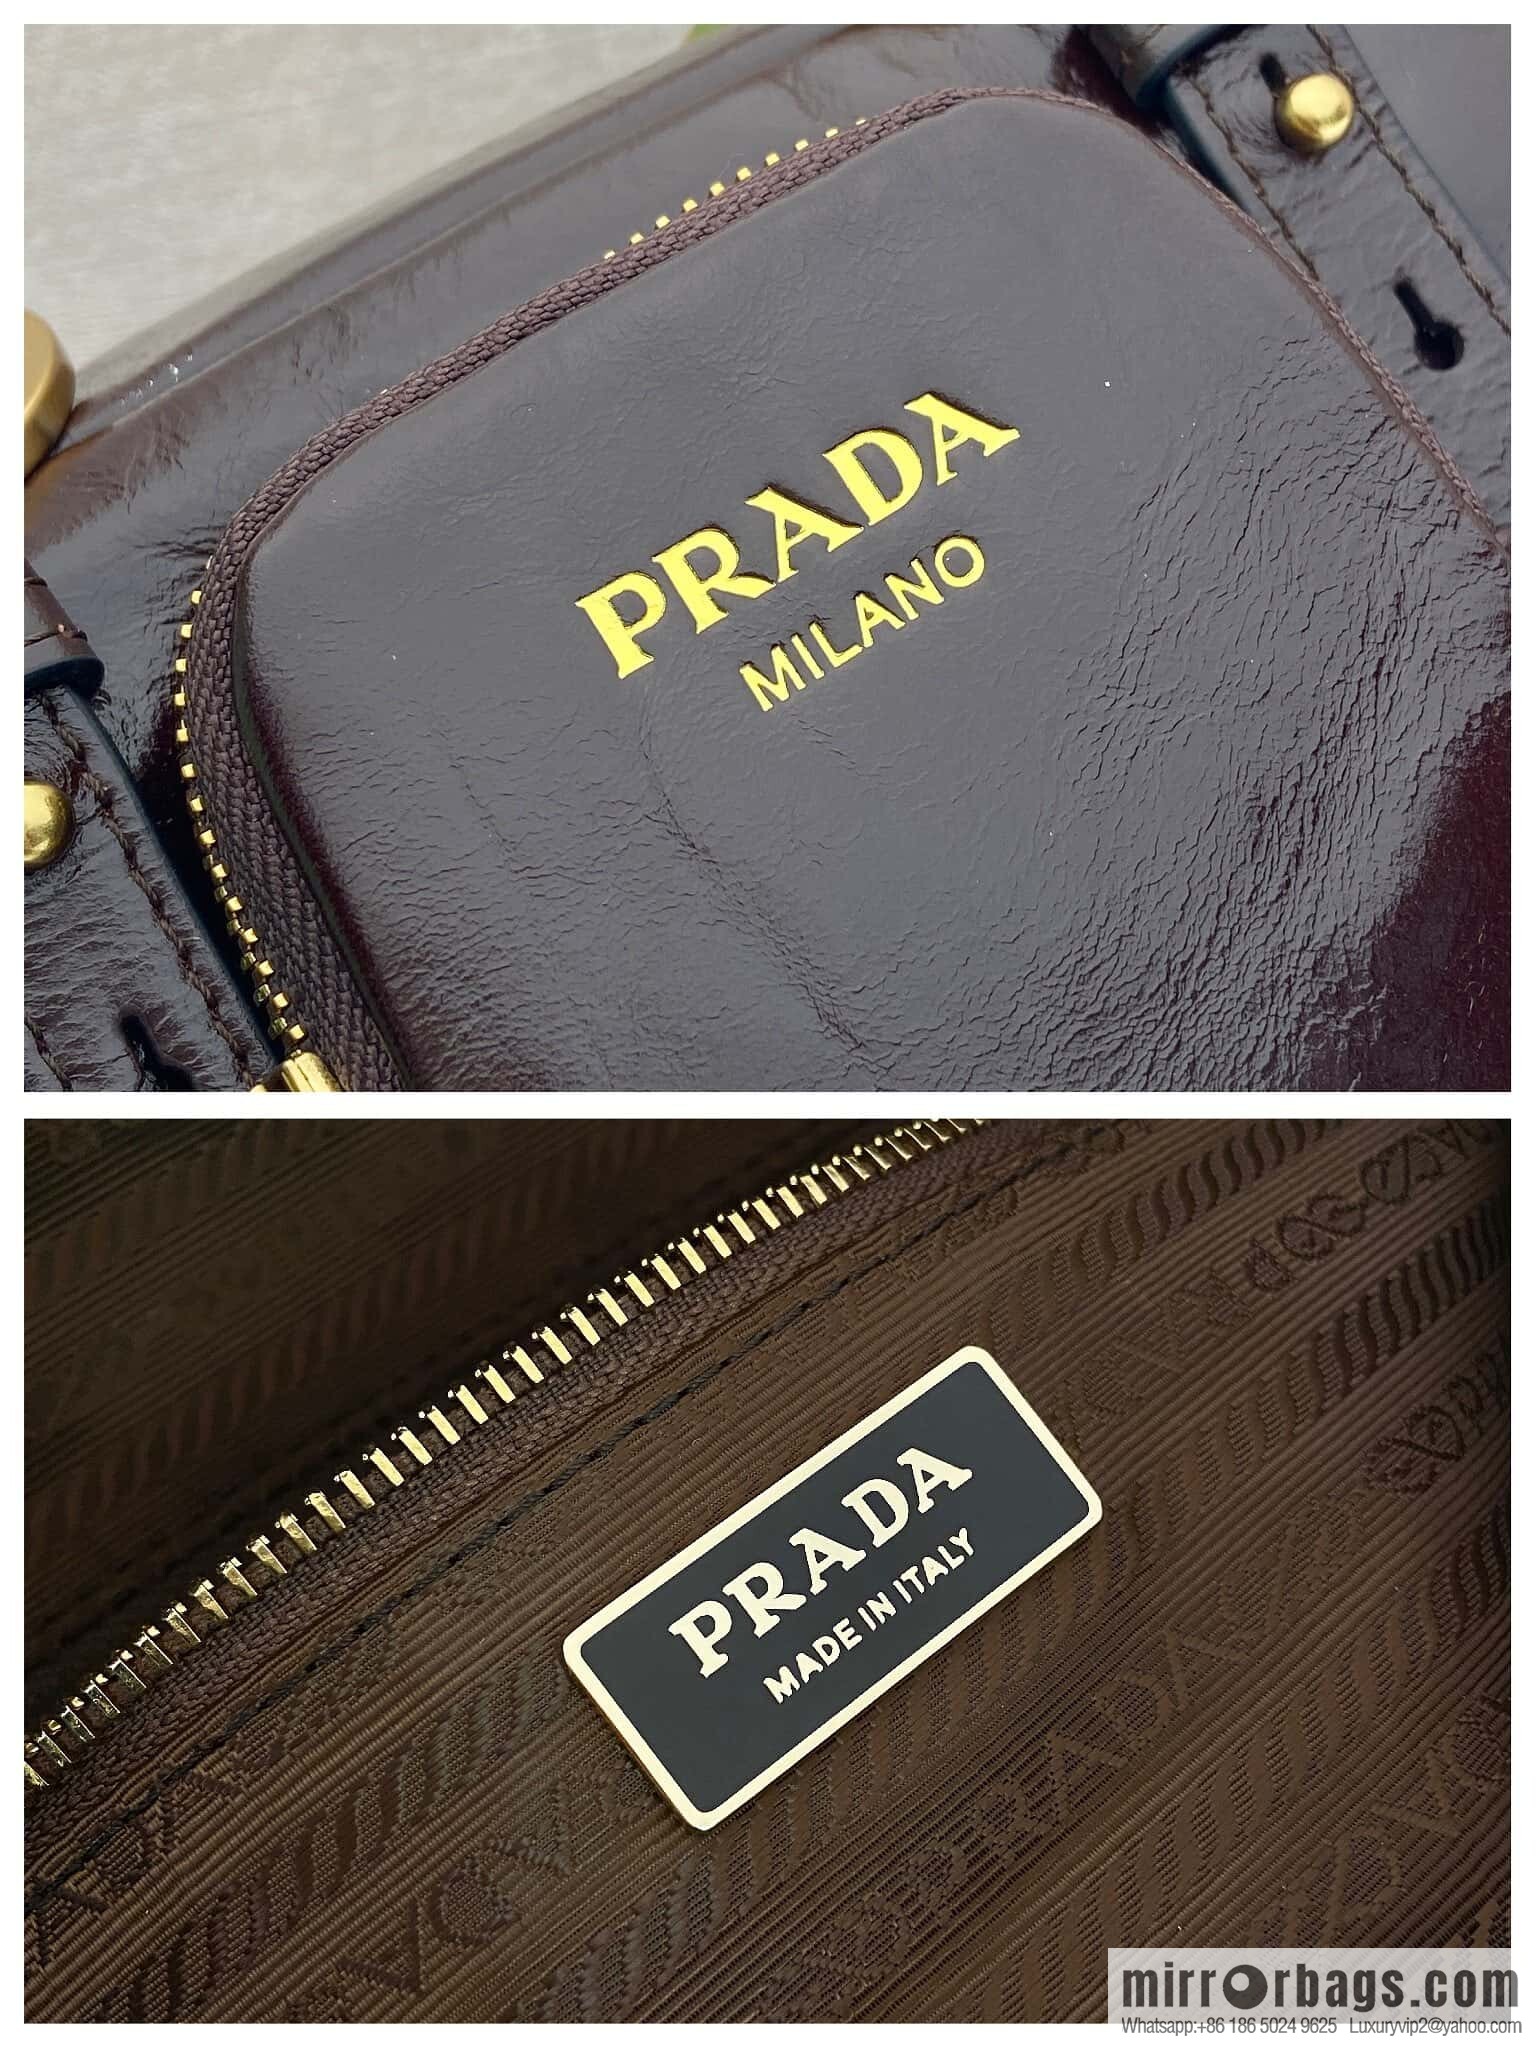 PRADA
MILANO
PRADA
MADE IN ITALY
mirrorbags.com
Whatsapp:+86 186 5024 9625 Luxuryvip2@yahoo.com